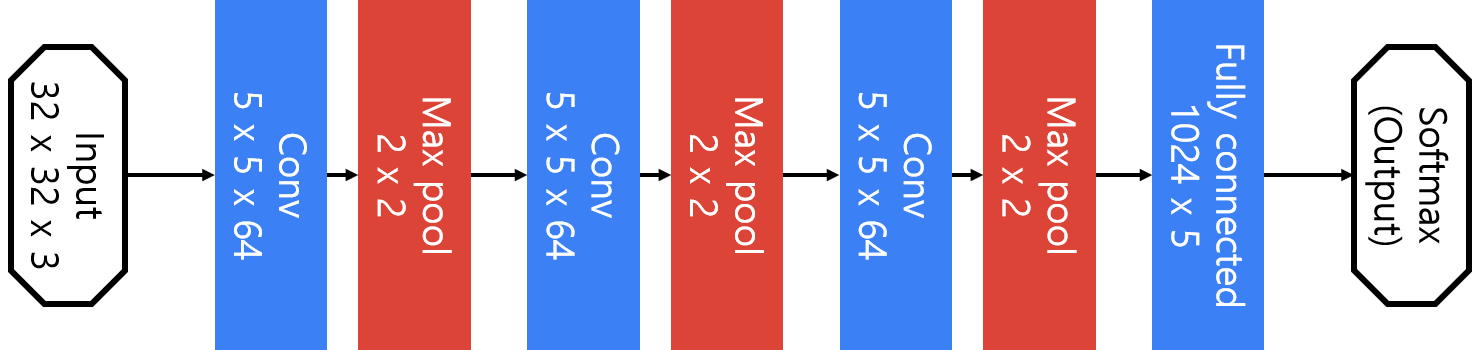 Input
32 x 32 x 3
Conv
5 x 5 x 64
Max pool
2 x 2
Conv
5 x 5 x 64
Max pool
2 x 2
Conv
5 x 5 x 64
Max pool
2 x 2
Fully connected
1024 x 5
Softmax
(Output)